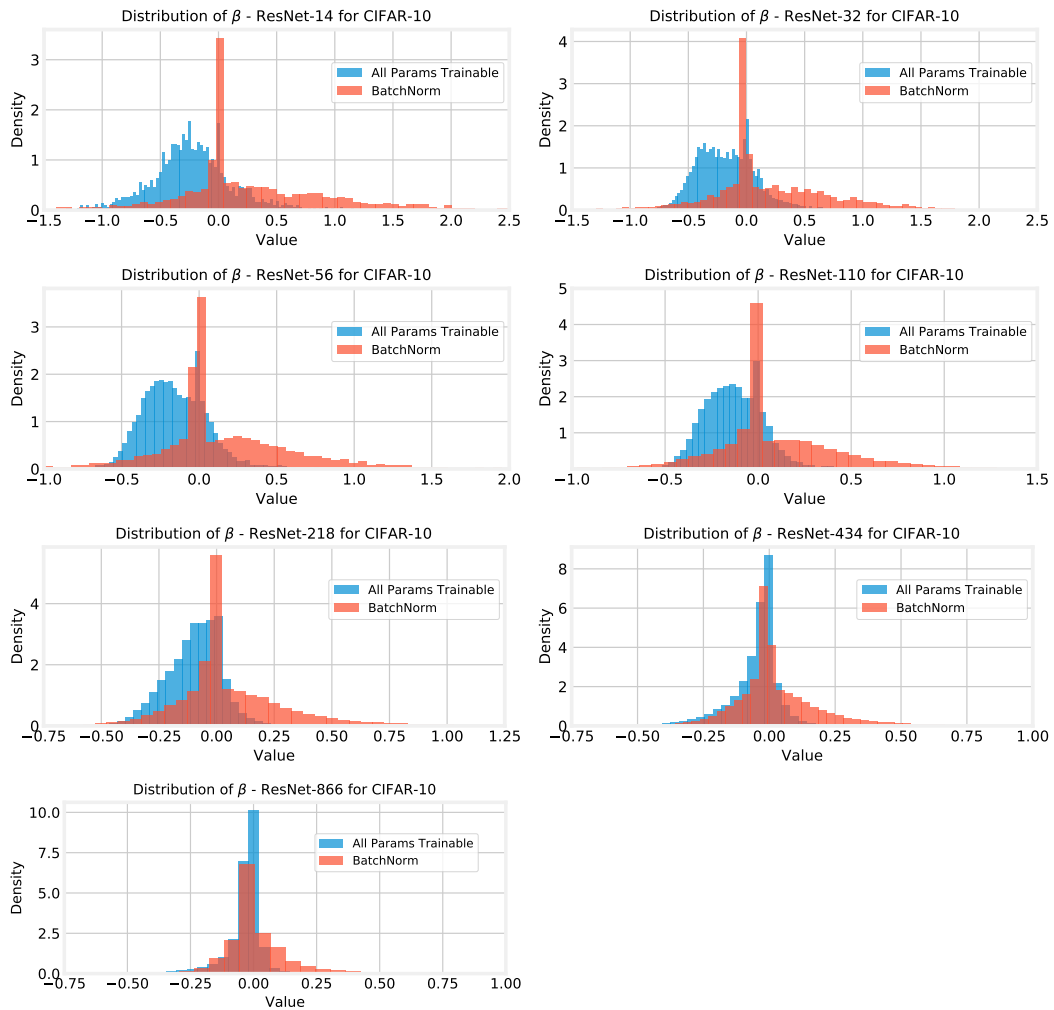 Distribution of β - ResNet-14 for CIFAR-10
Density
3
2
1
0
−1.5 −1.0 −0.5 0.0 0.5 1.0 1.5 2.0 2.5
Value
All Params Trainable
BatchNorm
Distribution of β - ResNet-32 for CIFAR-10
Density
4
3
2
1
0
−1.0 −0.5 0.0 0.5 1.0 1.5 2.0 2.5
Value
All Params Trainable
BatchNorm
Distribution of β - ResNet-56 for CIFAR-10
Density
3
2
1
0
−1.0 −0.5 0.0 0.5 1.0 1.5 2.0
Value
All Params Trainable
BatchNorm
Distribution of β - ResNet-110 for CIFAR-10
Density
5
4
3
2
1
−1.0 −0.5 0.0 0.5 1.0 1.5
Value
All Params Trainable
BatchNorm
Distribution of β - ResNet-218 for CIFAR-10
Density
4
2
0
−0.75 −0.50 −0.25 0.00 0.25 0.50 0.75 1.00 1.25
Value
All Params Trainable
BatchNorm
Distribution of β - ResNet-434 for CIFAR-10
Density
8
6
4
2
0
−0.75 −0.50 −0.25 0.00 0.25 0.50 0.75 1.00
Value
All Params Trainable
BatchNorm
Distribution of β - ResNet-866 for CIFAR-10
Density
10.0
7.5
5.0
2.5
0.0
−0.75 −0.50 −0.25 0.00 0.25 0.50 0.75 1.00
Value
All Params Trainable
BatchNorm